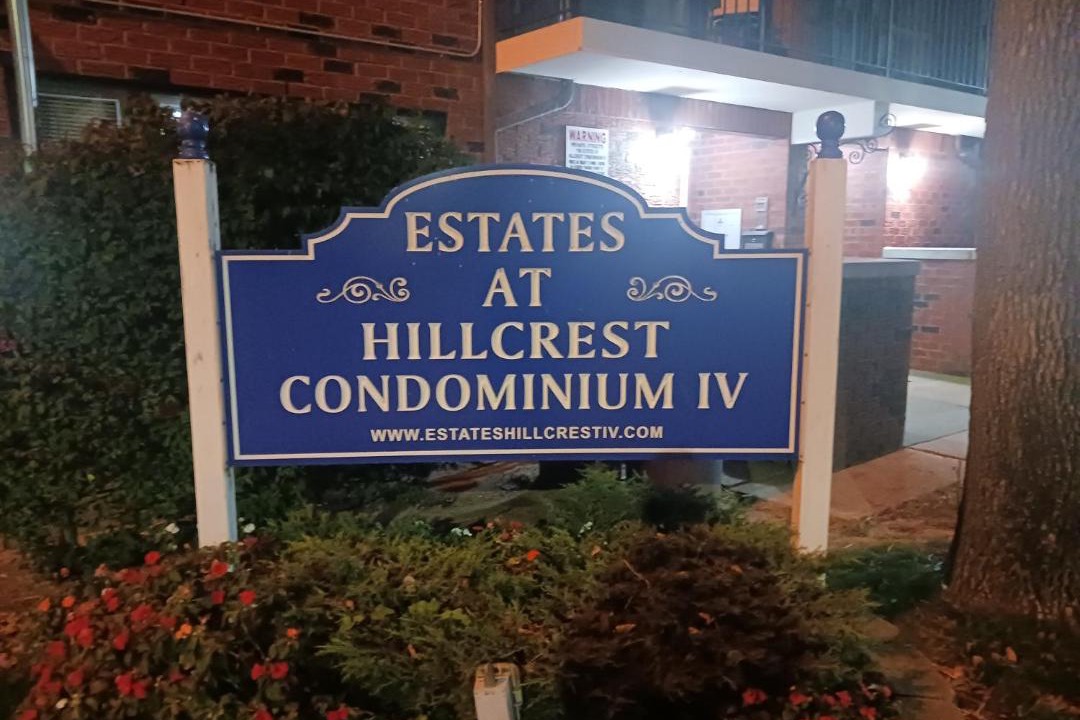 WARNING
ESTATES
AT
HILLCREST
CONDOMINIUM IV
WWW.ESTATESHILLCRESTIV.COM